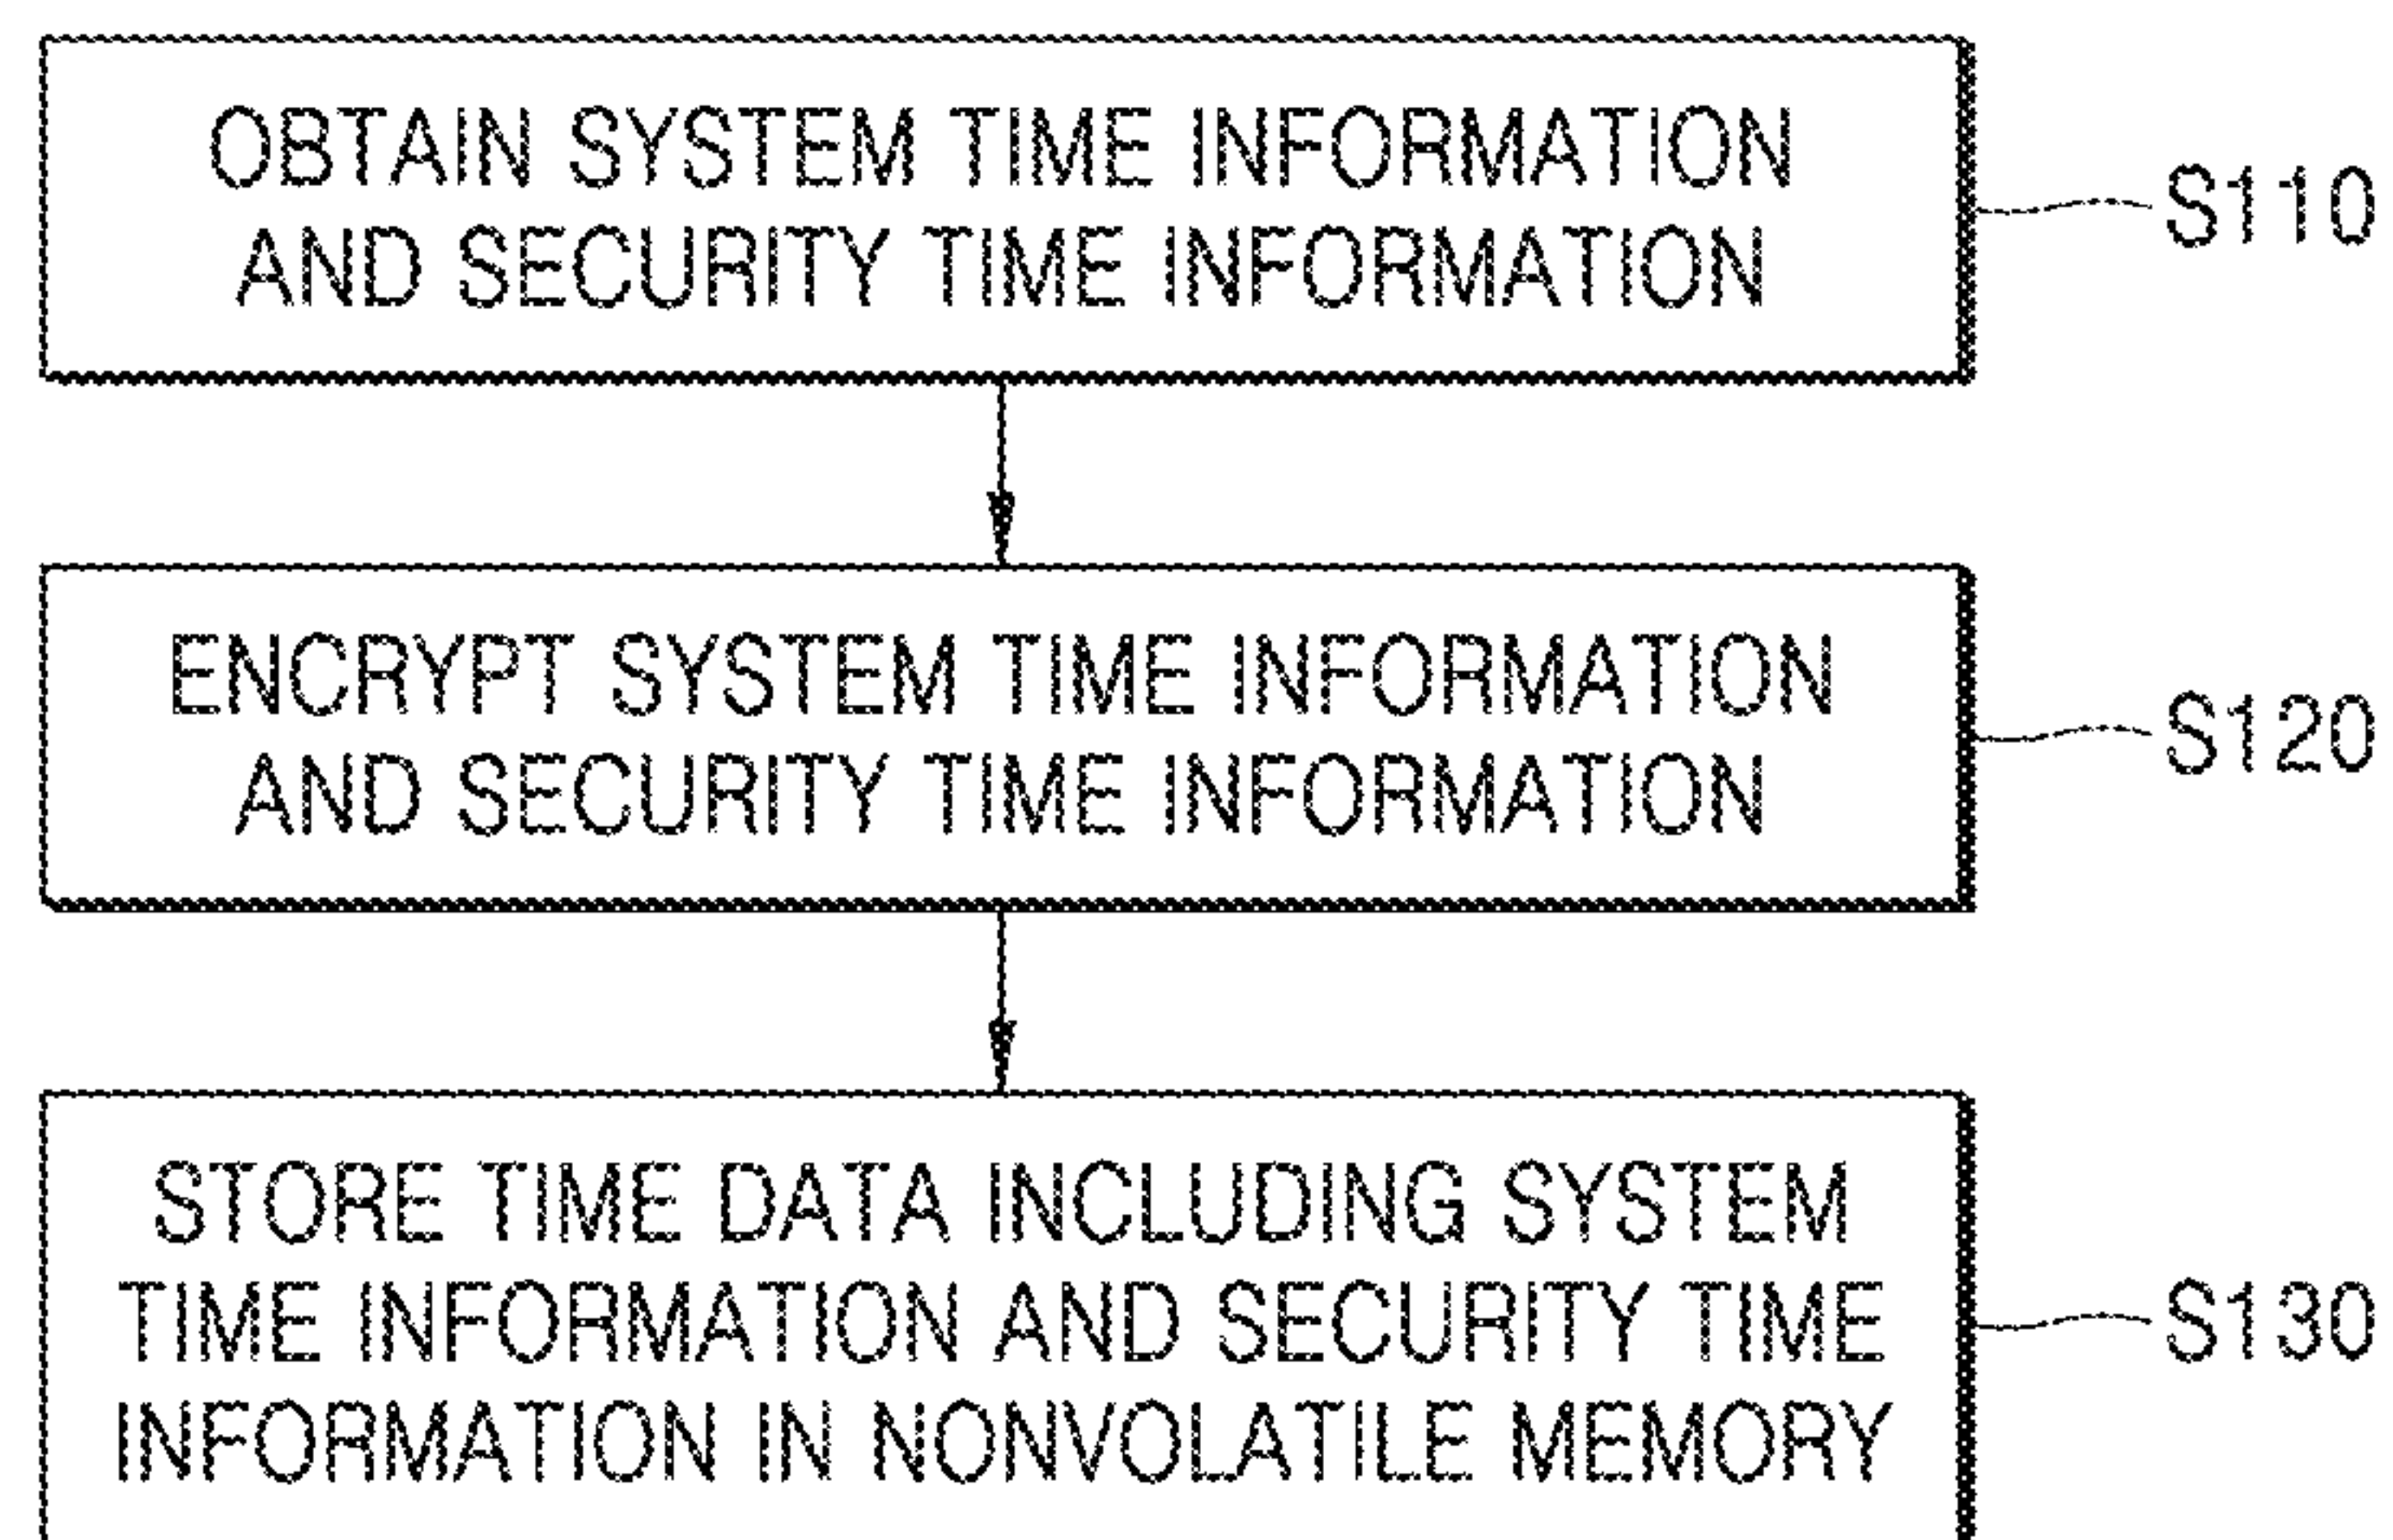 OBTAIN SYSTEM TIME INFORMATION
AND SECURITY TIME INFORMATION
S110
ENCRYPT SYSTEM TIME INFORMATION
AND SECURITY TIME INFORMATION
S120
STORE TIME DATA INCLUDING SYSTEM
TIME INFORMATION AND SECURITY TIME
INFORMATION IN NONVOLATILE MEMORY
S130